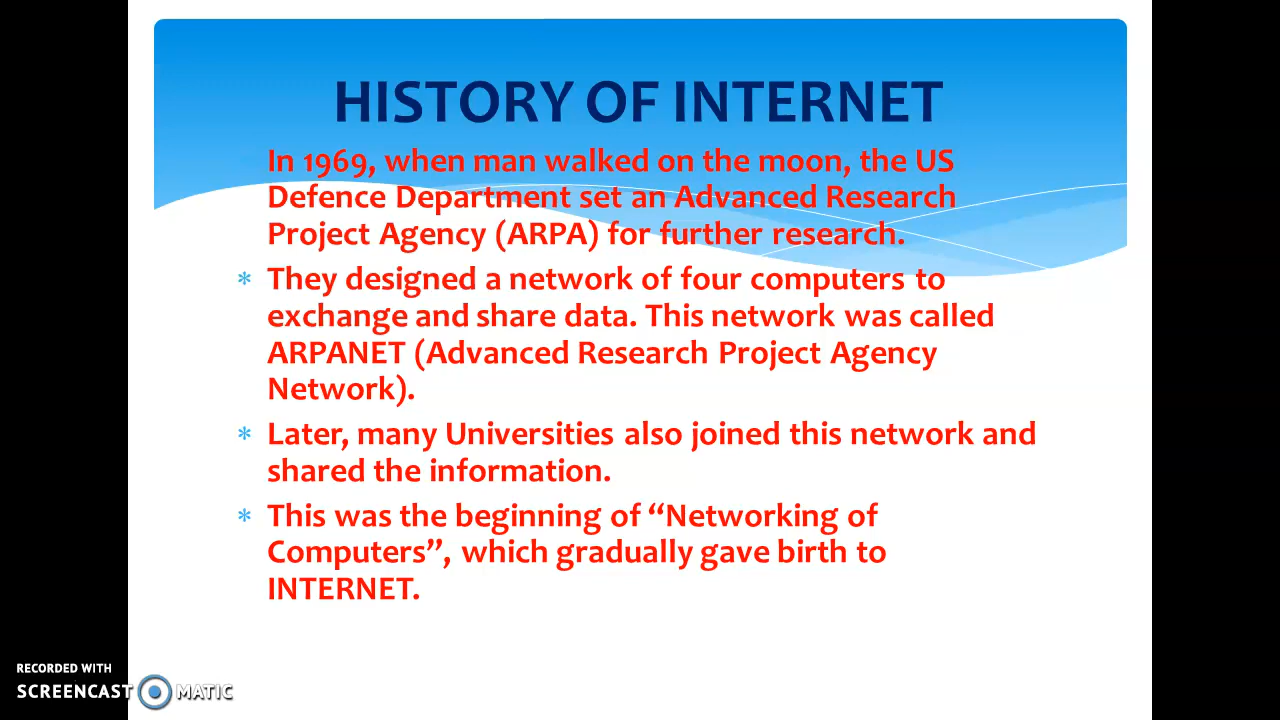 HISTORY OF INTERNET
In 1969, when man walked on the moon, the US
Defence Department set an Advanced Research
Project Agency (ARPA) for further research.
* They designed a network of four computers to
exchange and share data. This network was called
ARPANET (Advanced Research Project Agency
Network).
* Later, many Universities also joined this network and
shared the information.
* This was the beginning of “Networking of
Computers”, which gradually gave birth to
INTERNET.
RECORDED WITH
SCREENCAST MATIC